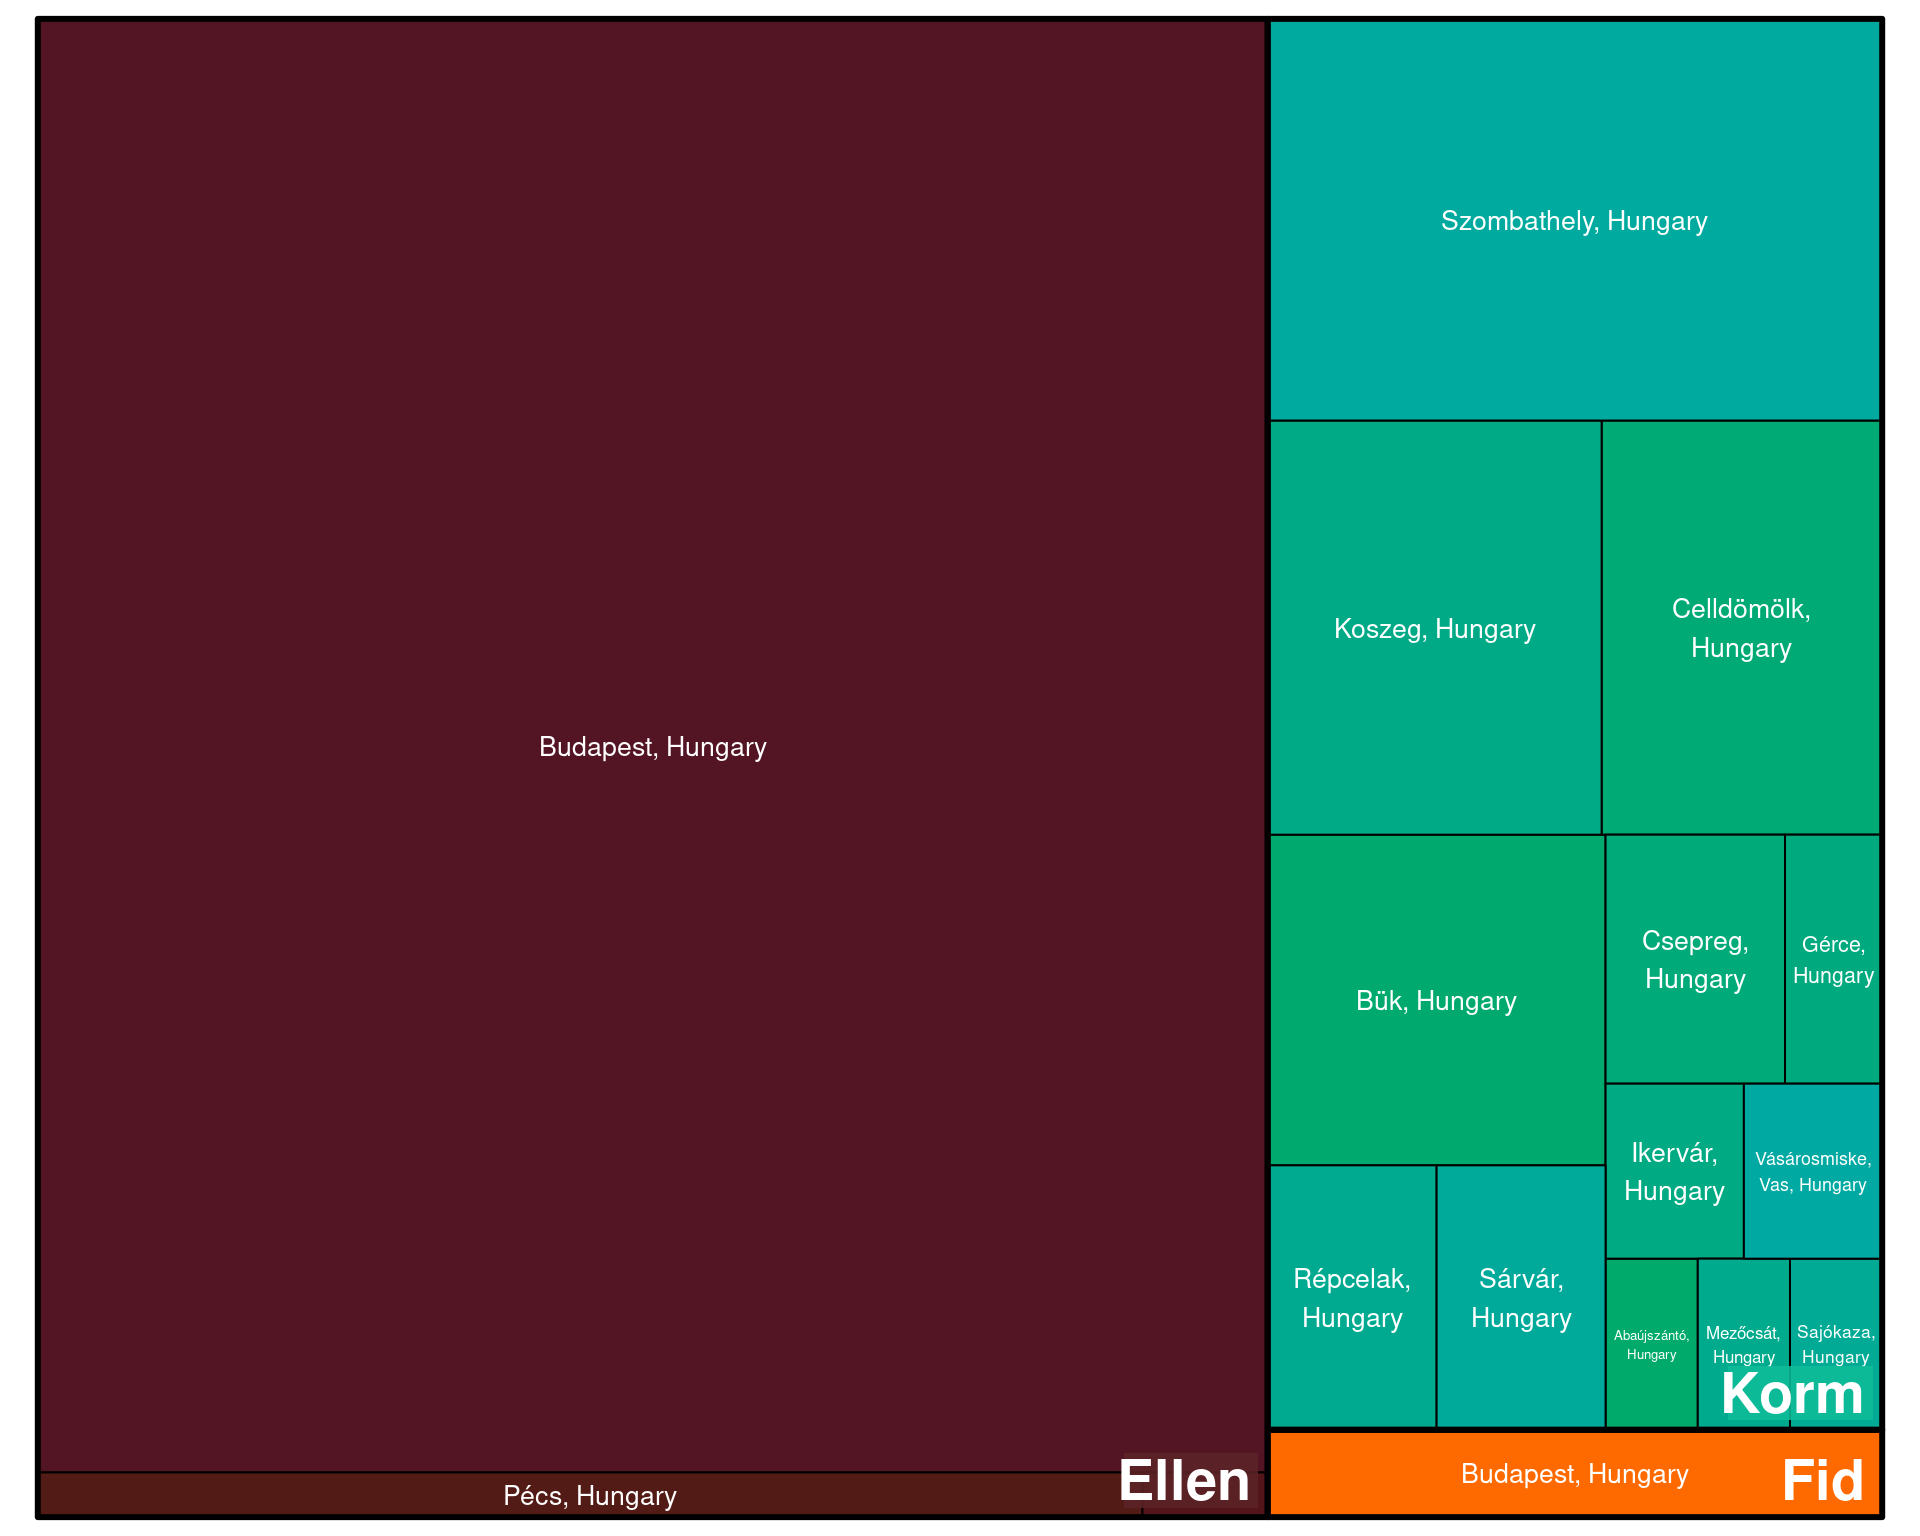 Budapest, Hungary
Pécs, Hungary
Ellen
Szombathely, Hungary
Koszeg, Hungary
Celldömölk,
Hungary
Bük, Hungary
Csepreg,
Hungary
Gérce,
Hungary
Ikervár,
Hungary
Vásárosmiske,
Vas, Hungary
Répcelak,
Hungary
Sárvár,
Hungary
Abaújszántó,
Hungary
Mezőcsát,
Hungary
Sajókaza,
Hungary
Korm
Budapest, Hungary
Fid